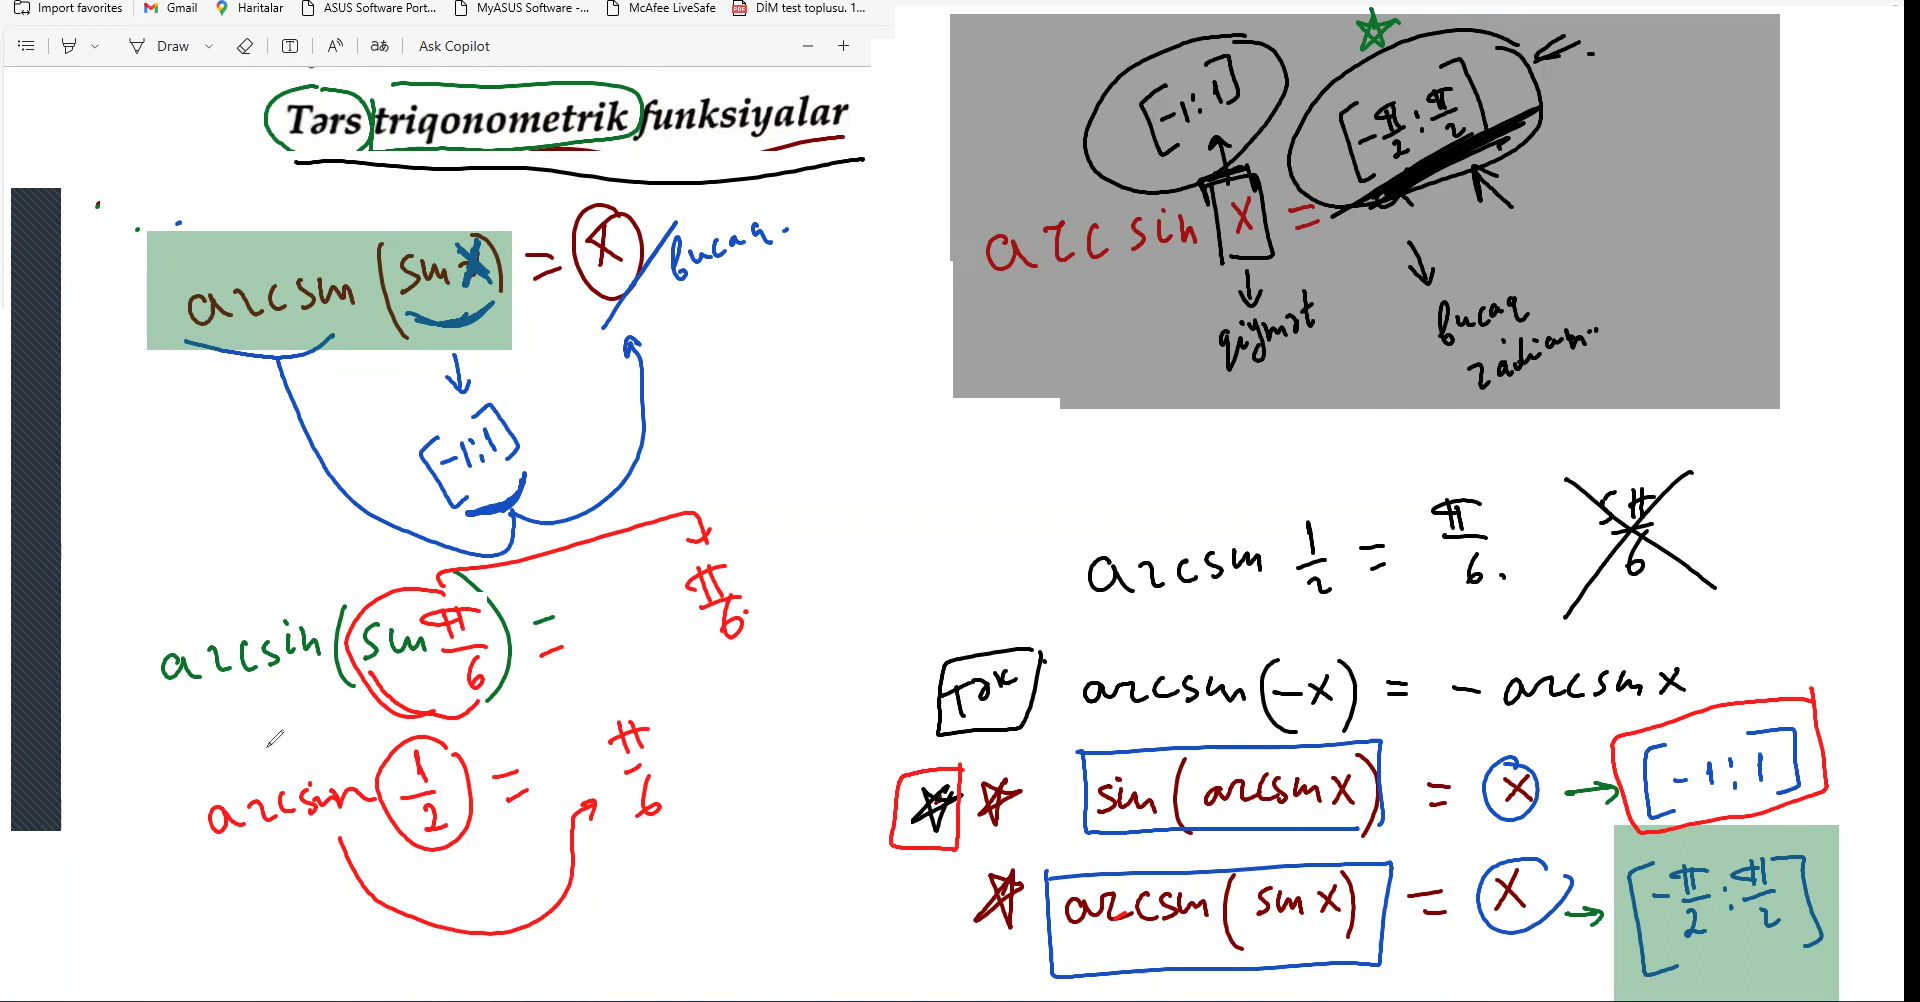 Import favorites Gmail Haritalar ASUS Software Port... MyASUS Software -... McAfee LiveSafe DİM test toplusu. 1...
Draw Ask Copilot
Tərs triqonometrik funksiyalar
arcsin (sin x) = x bucaq.
[-1;1]
arcsin (sin π/6) = π/6.
arcsin 1/2 = π/6
[-1;1] [-π/2; π/2]
arcsin x =
qiymət
bucaq
radian..
arcsin 1/2 = π/6. 5π/6
Tək arcsin(-x) = - arcsin x
sin (arcsin x) = x → [-1;1]
arcsin (sin x) = x → [-π/2; π/2]